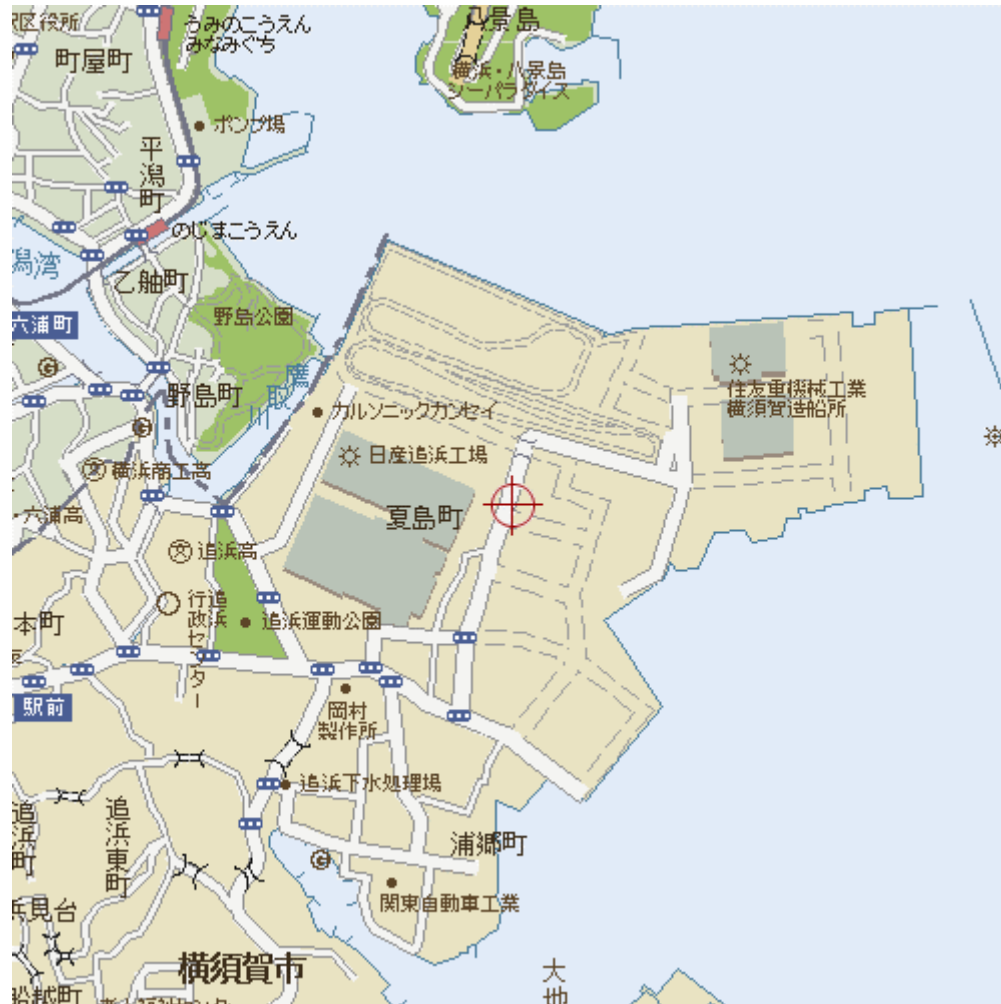 区役所
うみのこうえん
みなみぐち
町屋町
景島
横浜・八景島
シーパラダイス
ポンプ場
平潟町
のじまこうえん
潟湾
乙舳町
六浦町
野島公園
鷹取川
野島町
カルソニックカンセイ
住友重機械工業
横須賀造船所
日産追浜工場
横浜商工高
夏島町
・六浦高
追浜高
行政センター
追浜
本町
追浜運動公園
駅前
岡村
製作所
追浜下水処理場
追浜町
追浜東町
浦郷町
関東自動車工業
浜見台
横須賀市
大地
船越町